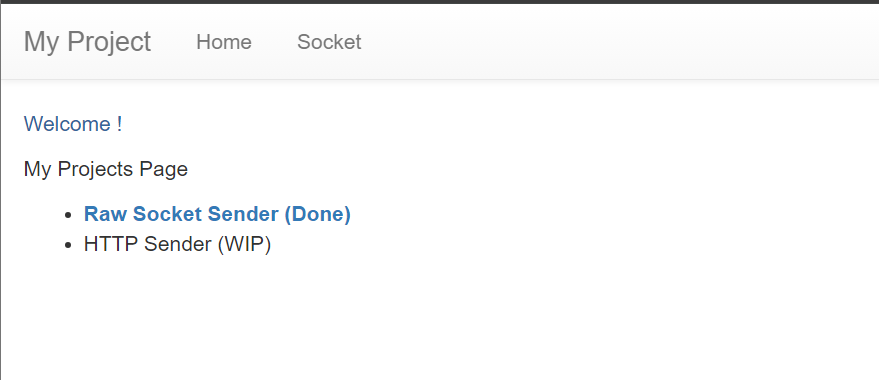 My Project Home Socket
Welcome !
My Projects Page
Raw Socket Sender (Done)
HTTP Sender (WIP)